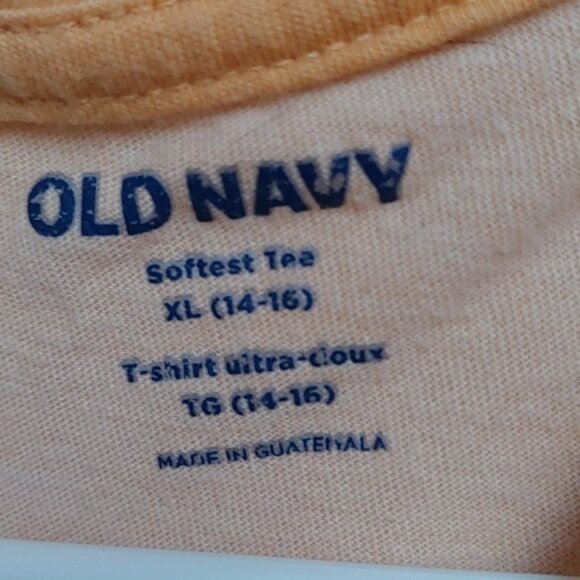 OLD NAVY
Softest Tee
XL (14-16)
T-shirt ultra-doux
TG (14-16)
MADE IN GUATEMALA